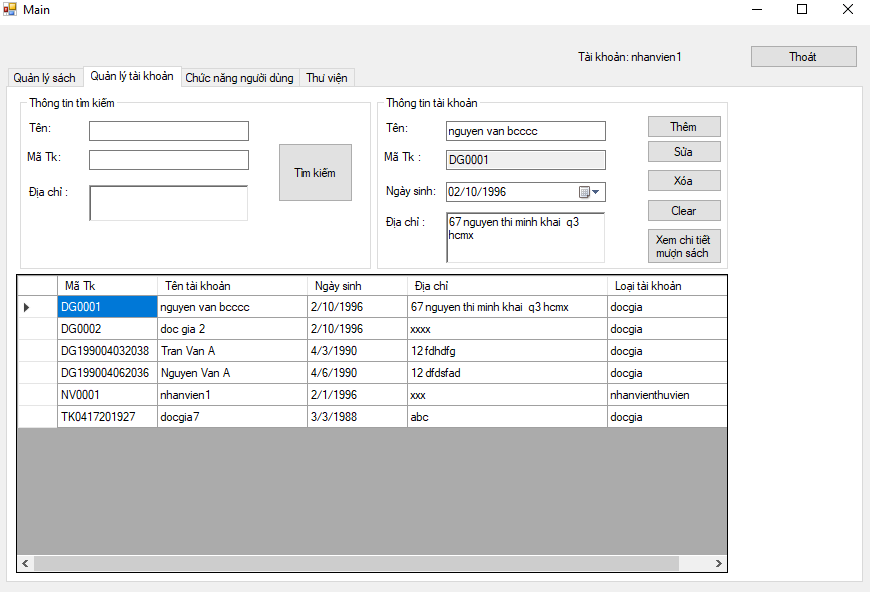 Main
Tài khoản: nhanvien1
Thoát
Quản lý sách
Quản lý tài khoản
Chức năng người dùng
Thư viện
Thông tin tìm kiếm
Tên:
Mã Tk:
Địa chỉ :
Tìm kiếm
Thông tin tài khoản
Tên:
nguyen van bcccc
Mã Tk :
DG0001
Ngày sinh:
02/10/1996
Địa chỉ :
67 nguyen thi minh khai q3
hcmx
Thêm
Sửa
Xóa
Clear
Xem chi tiết
mượn sách
Mã Tk Tên tài khoản Ngày sinh Địa chỉ Loại tài khoản
DG0001 nguyen van bcccc 2/10/1996 67 nguyen thi minh khai q3 hcmx docgia
DG0002 doc gia 2 2/10/1996 xxxx docgia
DG199004032038 Tran Van A 4/3/1990 12 fdhdfg docgia
DG199004062036 Nguyen Van A 4/6/1990 12 dfdsfad docgia
NV0001 nhanvien1 2/1/1996 xxx nhanvienthuvien
TK0417201927 docgia7 3/3/1988 abc docgia